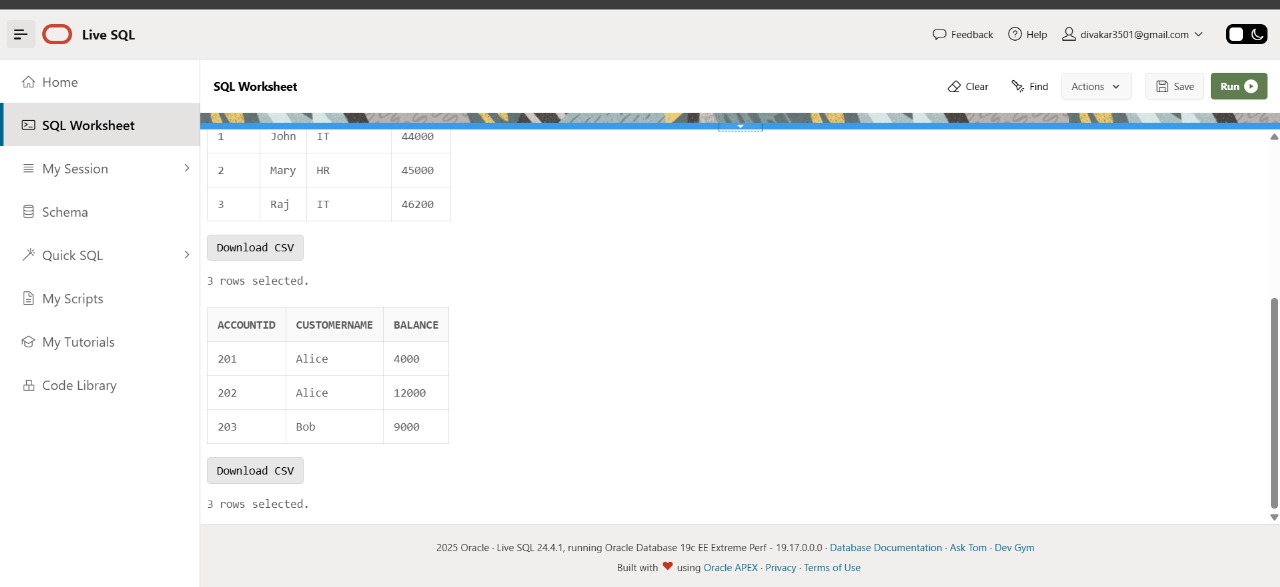 Live SQL
Feedback Help divakar3501@gmail.com
Home
SQL Worksheet
My Session
Schema
Quick SQL
My Scripts
My Tutorials
Code Library
SQL Worksheet
Clear Find Actions Save Run
1 John IT 44000
2 Mary HR 45000
3 Raj IT 46200
Download CSV
3 rows selected.
ACCOUNTID CUSTOMERNAME BALANCE
201 Alice 4000
202 Alice 12000
203 Bob 9000
Download CSV
3 rows selected.
2025 Oracle · Live SQL 24.4.1, running Oracle Database 19c EE Extreme Perf - 19.17.0.0.0 · Database Documentation · Ask Tom · Dev Gym
Built with ❤ using Oracle APEX · Privacy · Terms of Use